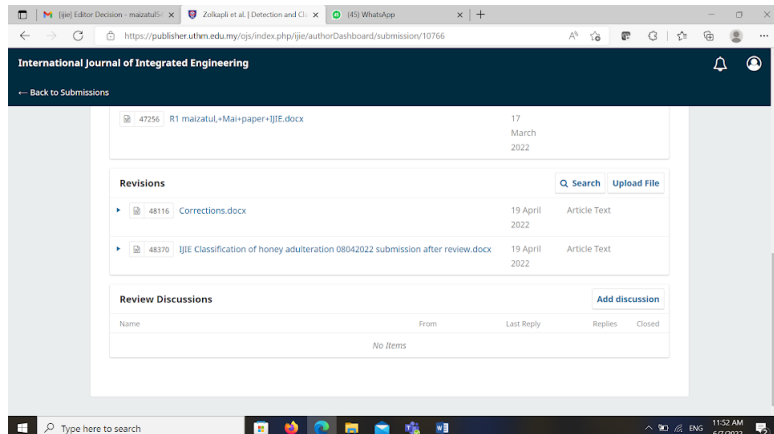 [ijie] Editor Decision - maizatul5
Zolkapli et al. | Detection and Cl
(45) WhatsApp
https://publisher.uthm.edu.my/ojs/index.php/ijie/authorDashboard/submission/10766
International Journal of Integrated Engineering
← Back to Submissions
47256 R1 maizatul,+Mai+paper+IJIE.docx 17 March 2022
Revisions
Search Upload File
48116 Corrections.docx 19 April 2022 Article Text
48370 IJIE Classification of honey adulteration 08042022 submission after review.docx 19 April 2022 Article Text
Review Discussions
Add discussion
Name From Last Reply Replies Closed
No Items
Type here to search
ENG
11:52 AM